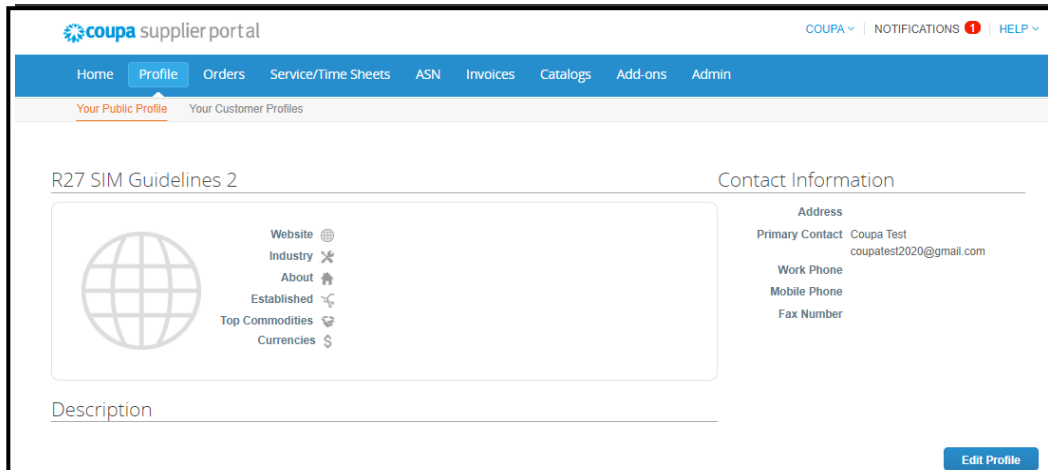 coupa supplier portal
COUPA NOTIFICATIONS 1 HELP
Home Profile Orders Service/Time Sheets ASN Invoices Catalogs Add-ons Admin
Your Public Profile Your Customer Profiles
R27 SIM Guidelines 2
Website
Industry
About
Established
Top Commodities
Currencies
Description
Contact Information
Address
Primary Contact Coupa Test
coupatest2020@gmail.com
Work Phone
Mobile Phone
Fax Number
Edit Profile